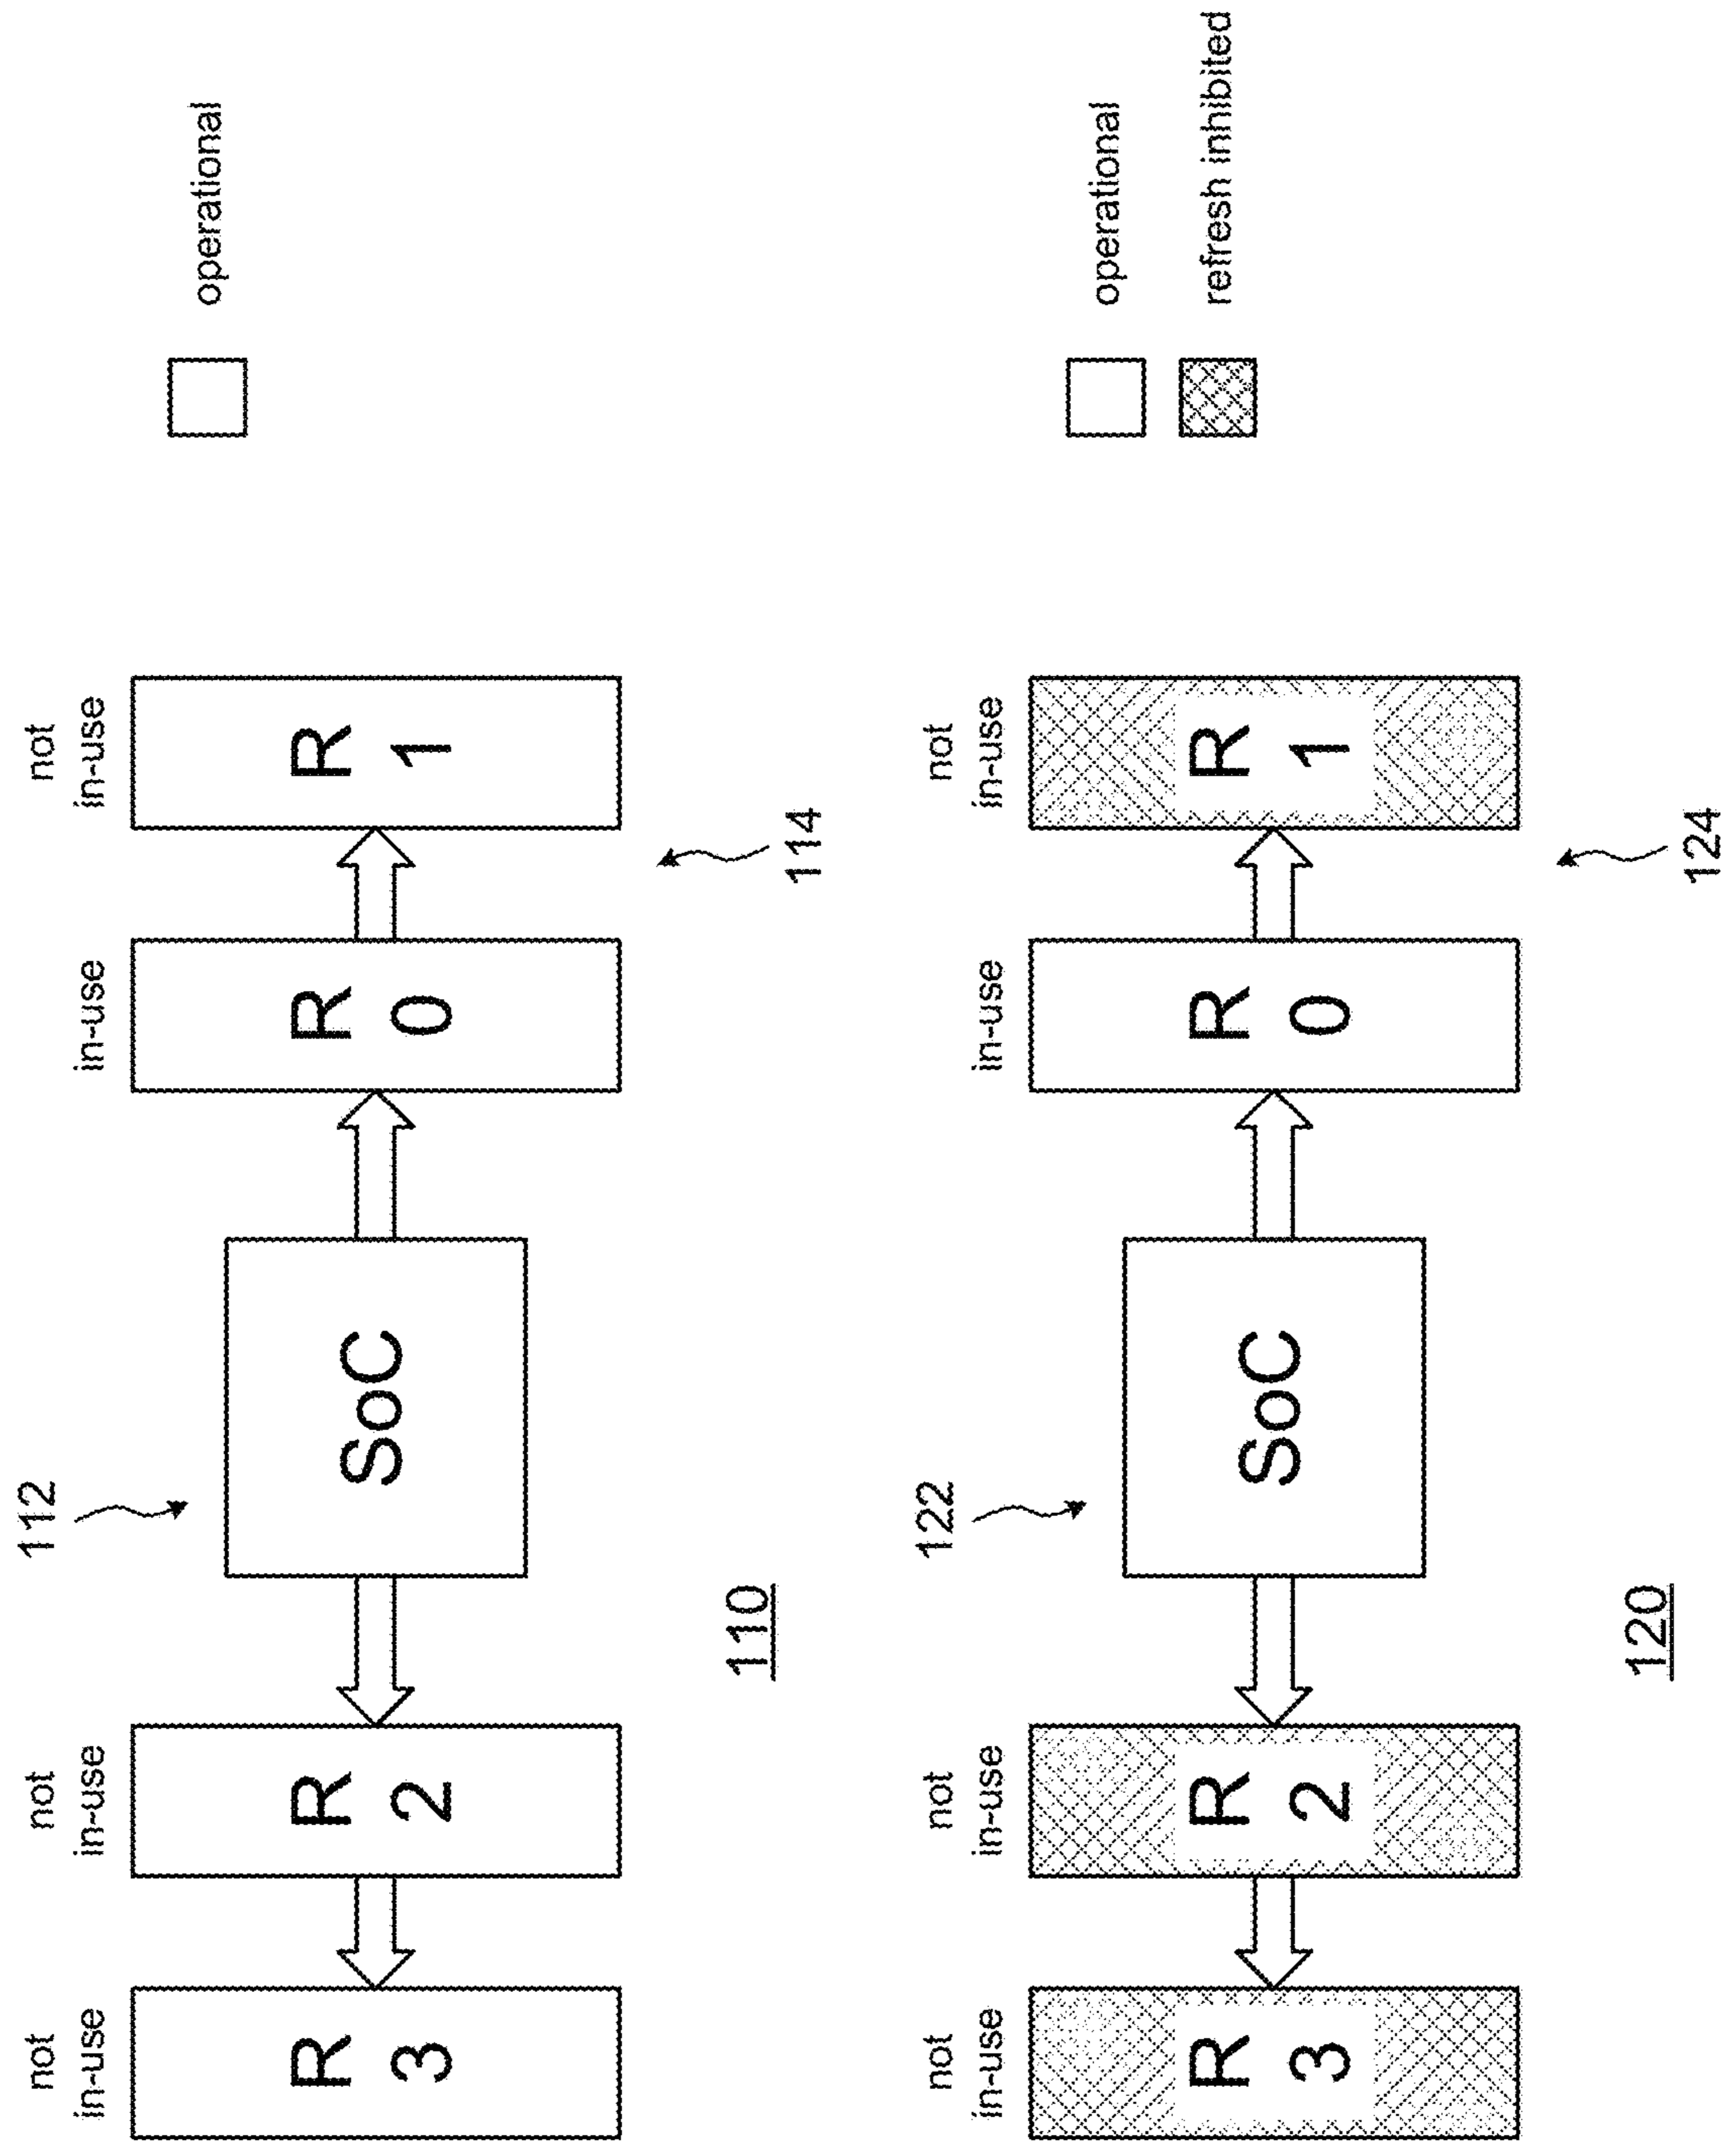 not
in-use
R
3
not
in-use
R
2
112
SoC
in-use
R
0
not
in-use
R
1
operational
110
114
not
in-use
R
3
not
in-use
R
2
122
SoC
in-use
R
0
not
in-use
R
1
operational
refresh inhibited
120
124